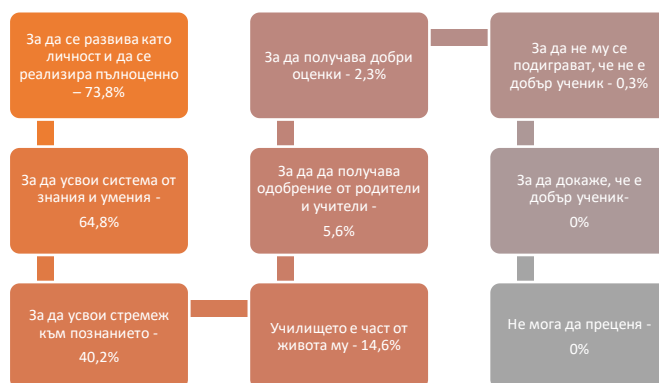 За да се развива като
личност и да се
реализира пълноценно
– 73,8%
За да усвои система от
знания и умения -
64,8%
За да усвои стремеж
към познанието -
40,2%
Училището е част от
живота му - 14,6%
За да да получава
одобрение от родители
и учители -
5,6%
За да получава добри
оценки - 2,3%
За да не му се
подиграват, че не е
добър ученик - 0,3%
За да докаже, че е
добър ученик-
0%
Не мога да преценя -
0%